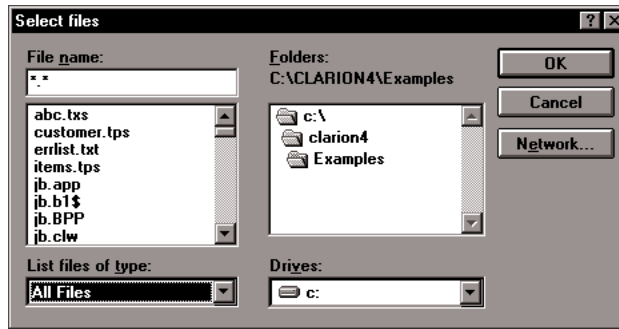 Select files
File name:
*.*
abc.txs
customer.tps
errlist.txt
items.tps
jb.app
jb.b1$
jb.BPP
jb.clw
List files of type:
All Files
Folders:
C:\CLARION4\Examples
c:\
clarion4
Examples
Drives:
c:
OK
Cancel
Network...